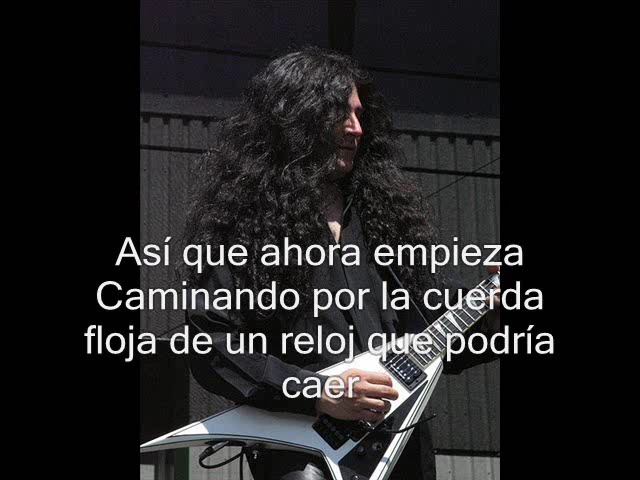 Así que ahora empieza
Caminando por la cuerda
floja de un reloj que podría
caer